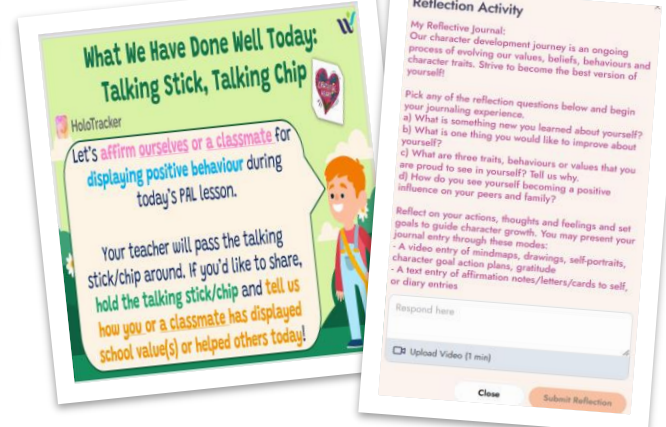 What We Have Done Well Today:
Talking Stick, Talking Chip
HoloTracker
Let's affirm ourselves or a classmate for
displaying positive behaviour during
today's PAL lesson.
Your teacher will pass the talking
stick/chip around. If you'd like to share,
hold the talking stick/chip and tell us
how you or a classmate has displayed
school value(s) or helped others today!
Reflection Activity
My Reflective Journal:
Our character development journey is an ongoing
process of evolving our values, beliefs, behaviours and
character traits. Strive to become the best version of
yourself!
Pick any of the reflection questions below and begin
your journaling experience.
a) What is something new you learned about yourself?
b) What is one thing you would like to improve about
yourself?
c) What are three traits, behaviours or values that you
are proud to see in yourself? Tell us why.
d) How do you see yourself becoming a positive
influence on your peers and family?
Reflect on your actions, thoughts and feelings and set
goals to guide character growth. You may present your
journal entry through these modes:
- A video entry of mindmaps, drawings, self-portraits,
character goal action plans, gratitude
- A text entry of affirmation notes/letters/cards to self,
or diary entries
Respond here
Upload Video (1 min)
Close
Submit Reflection